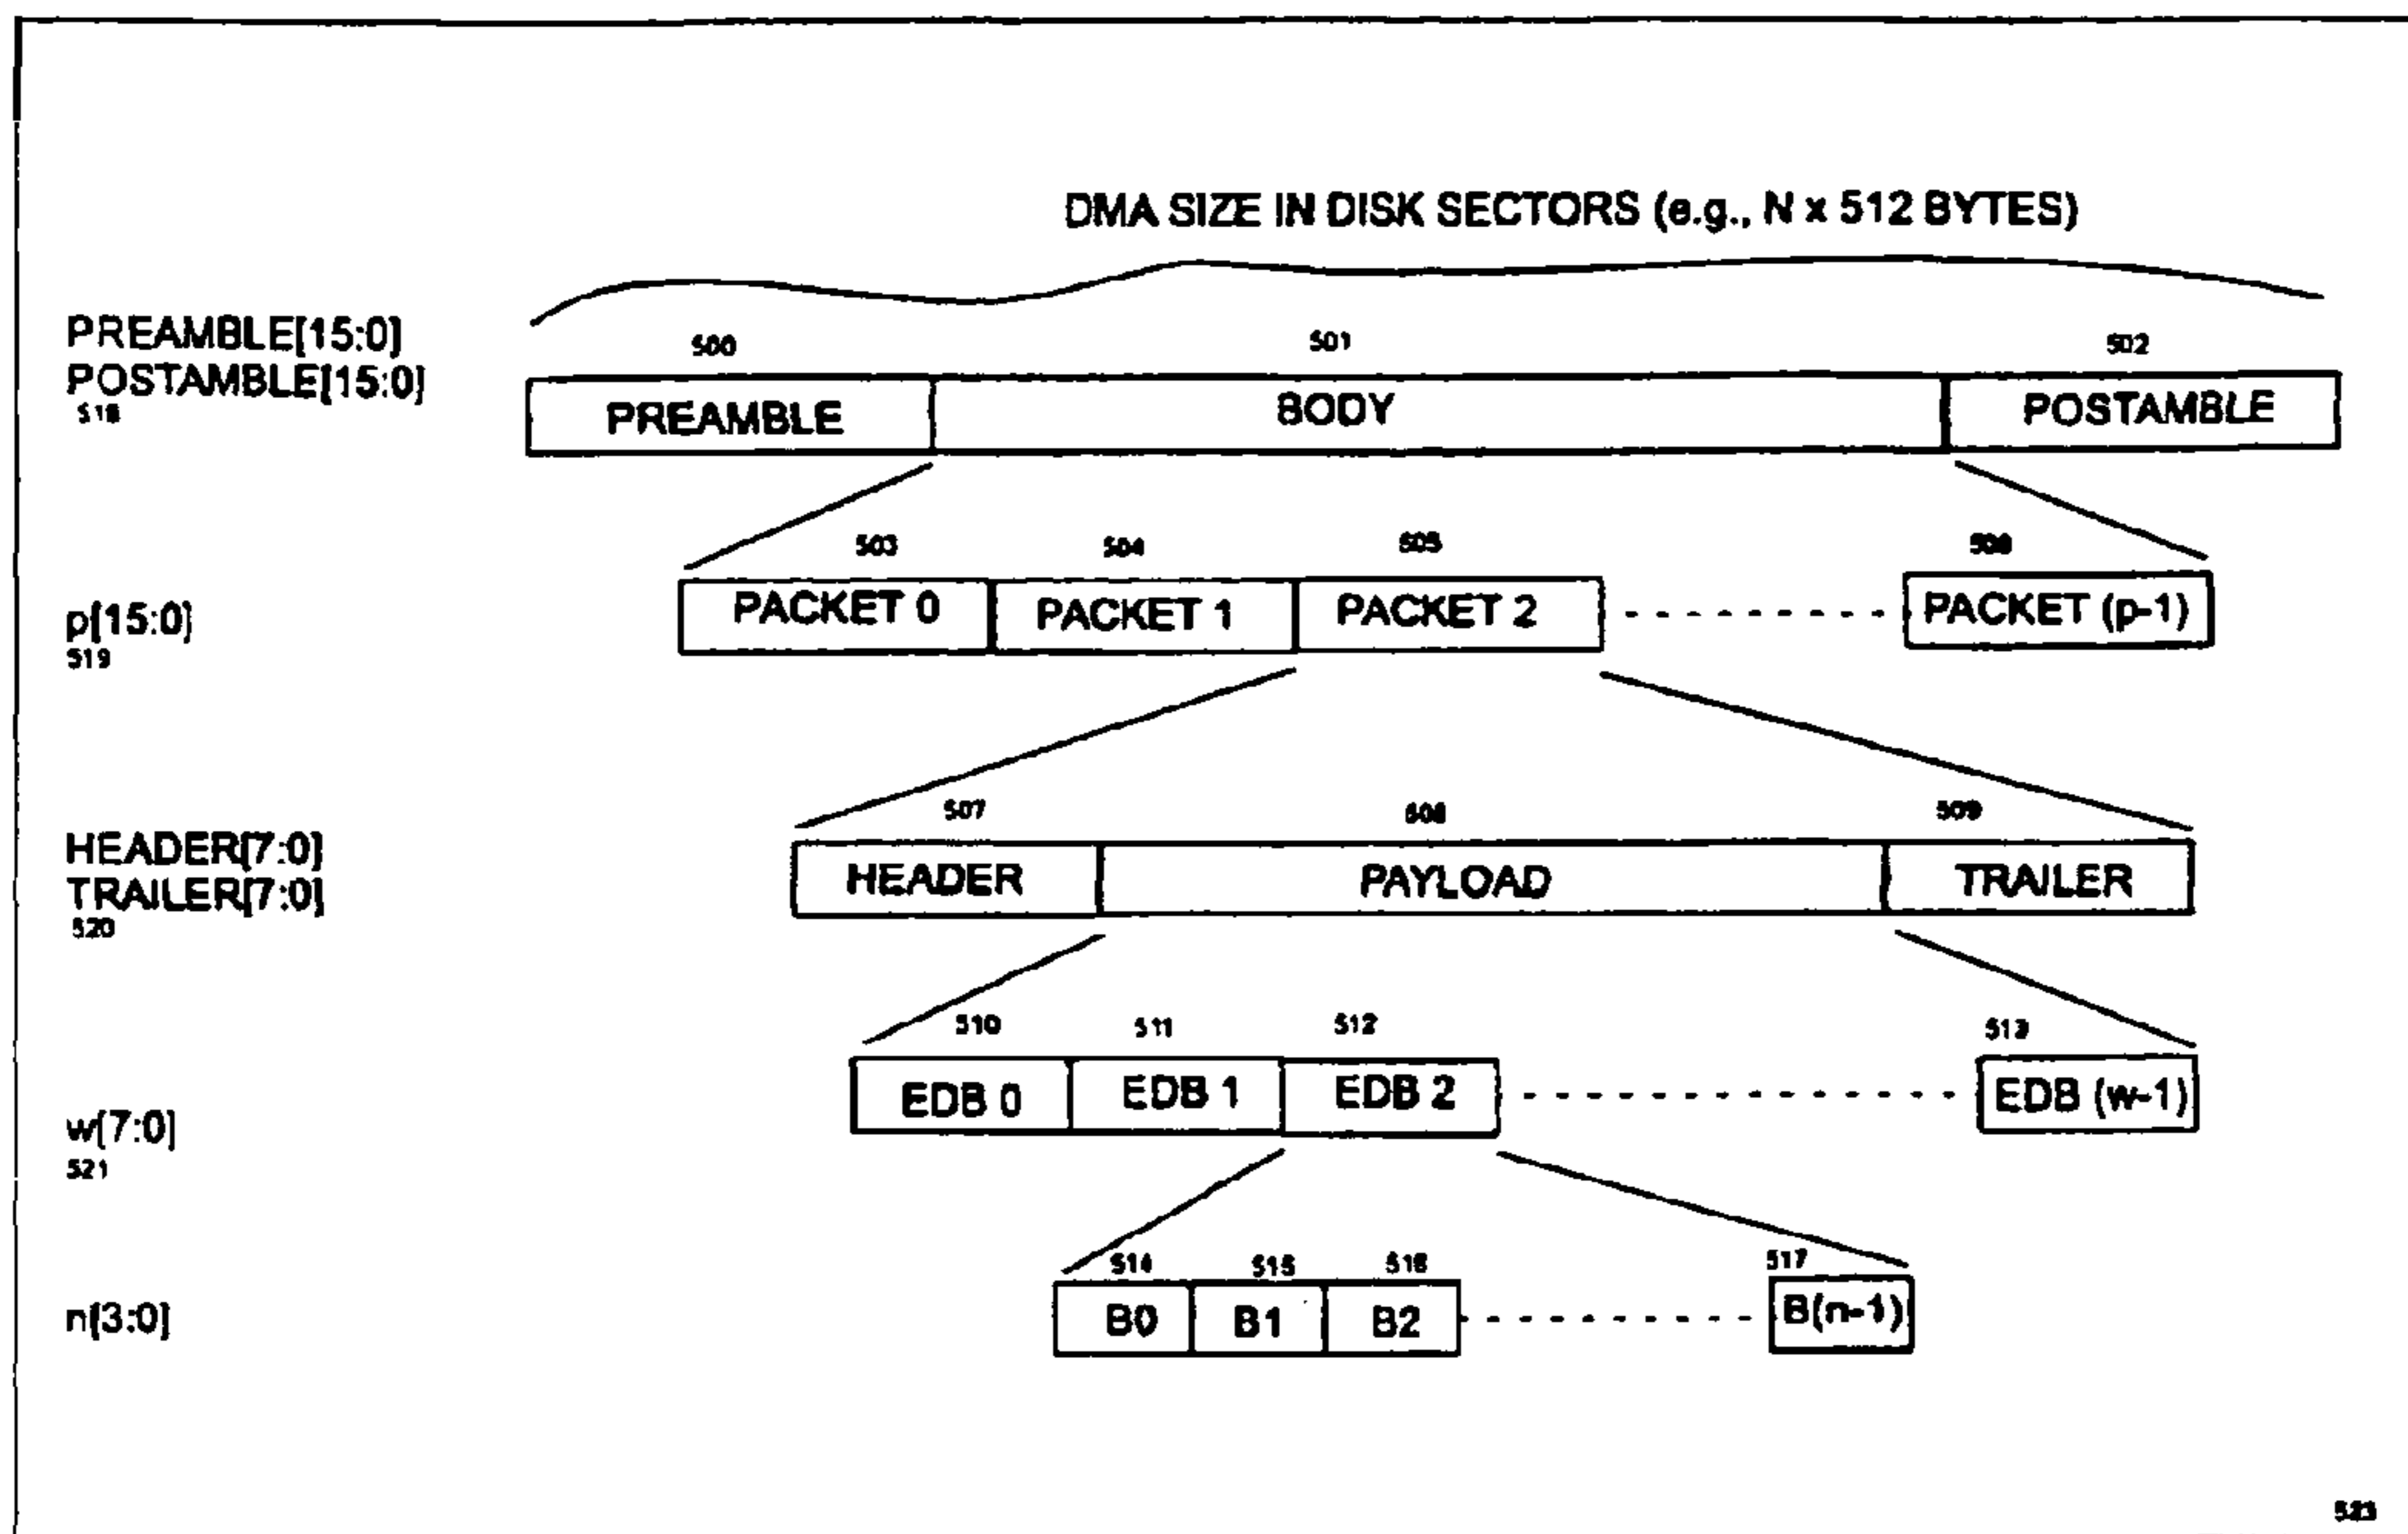 DMA SIZE IN DISK SECTORS (e.g., N x 512 BYTES)
PREAMBLE[15:0]
POSTAMBLE[15:0]
518
500 501 502
PREAMBLE BODY POSTAMBLE
503 504 505 506
p[15:0]
519
PACKET 0 PACKET 1 PACKET 2 PACKET (p-1)
507 508 509
HEADER[7:0]
TRAILER[7:0]
520
HEADER PAYLOAD TRAILER
510 511 512 513
w[7:0]
521
EDB 0 EDB 1 EDB 2 EDB (w-1)
514 515 516 517
n[3:0]
B0 B1 B2 B(n-1)
523